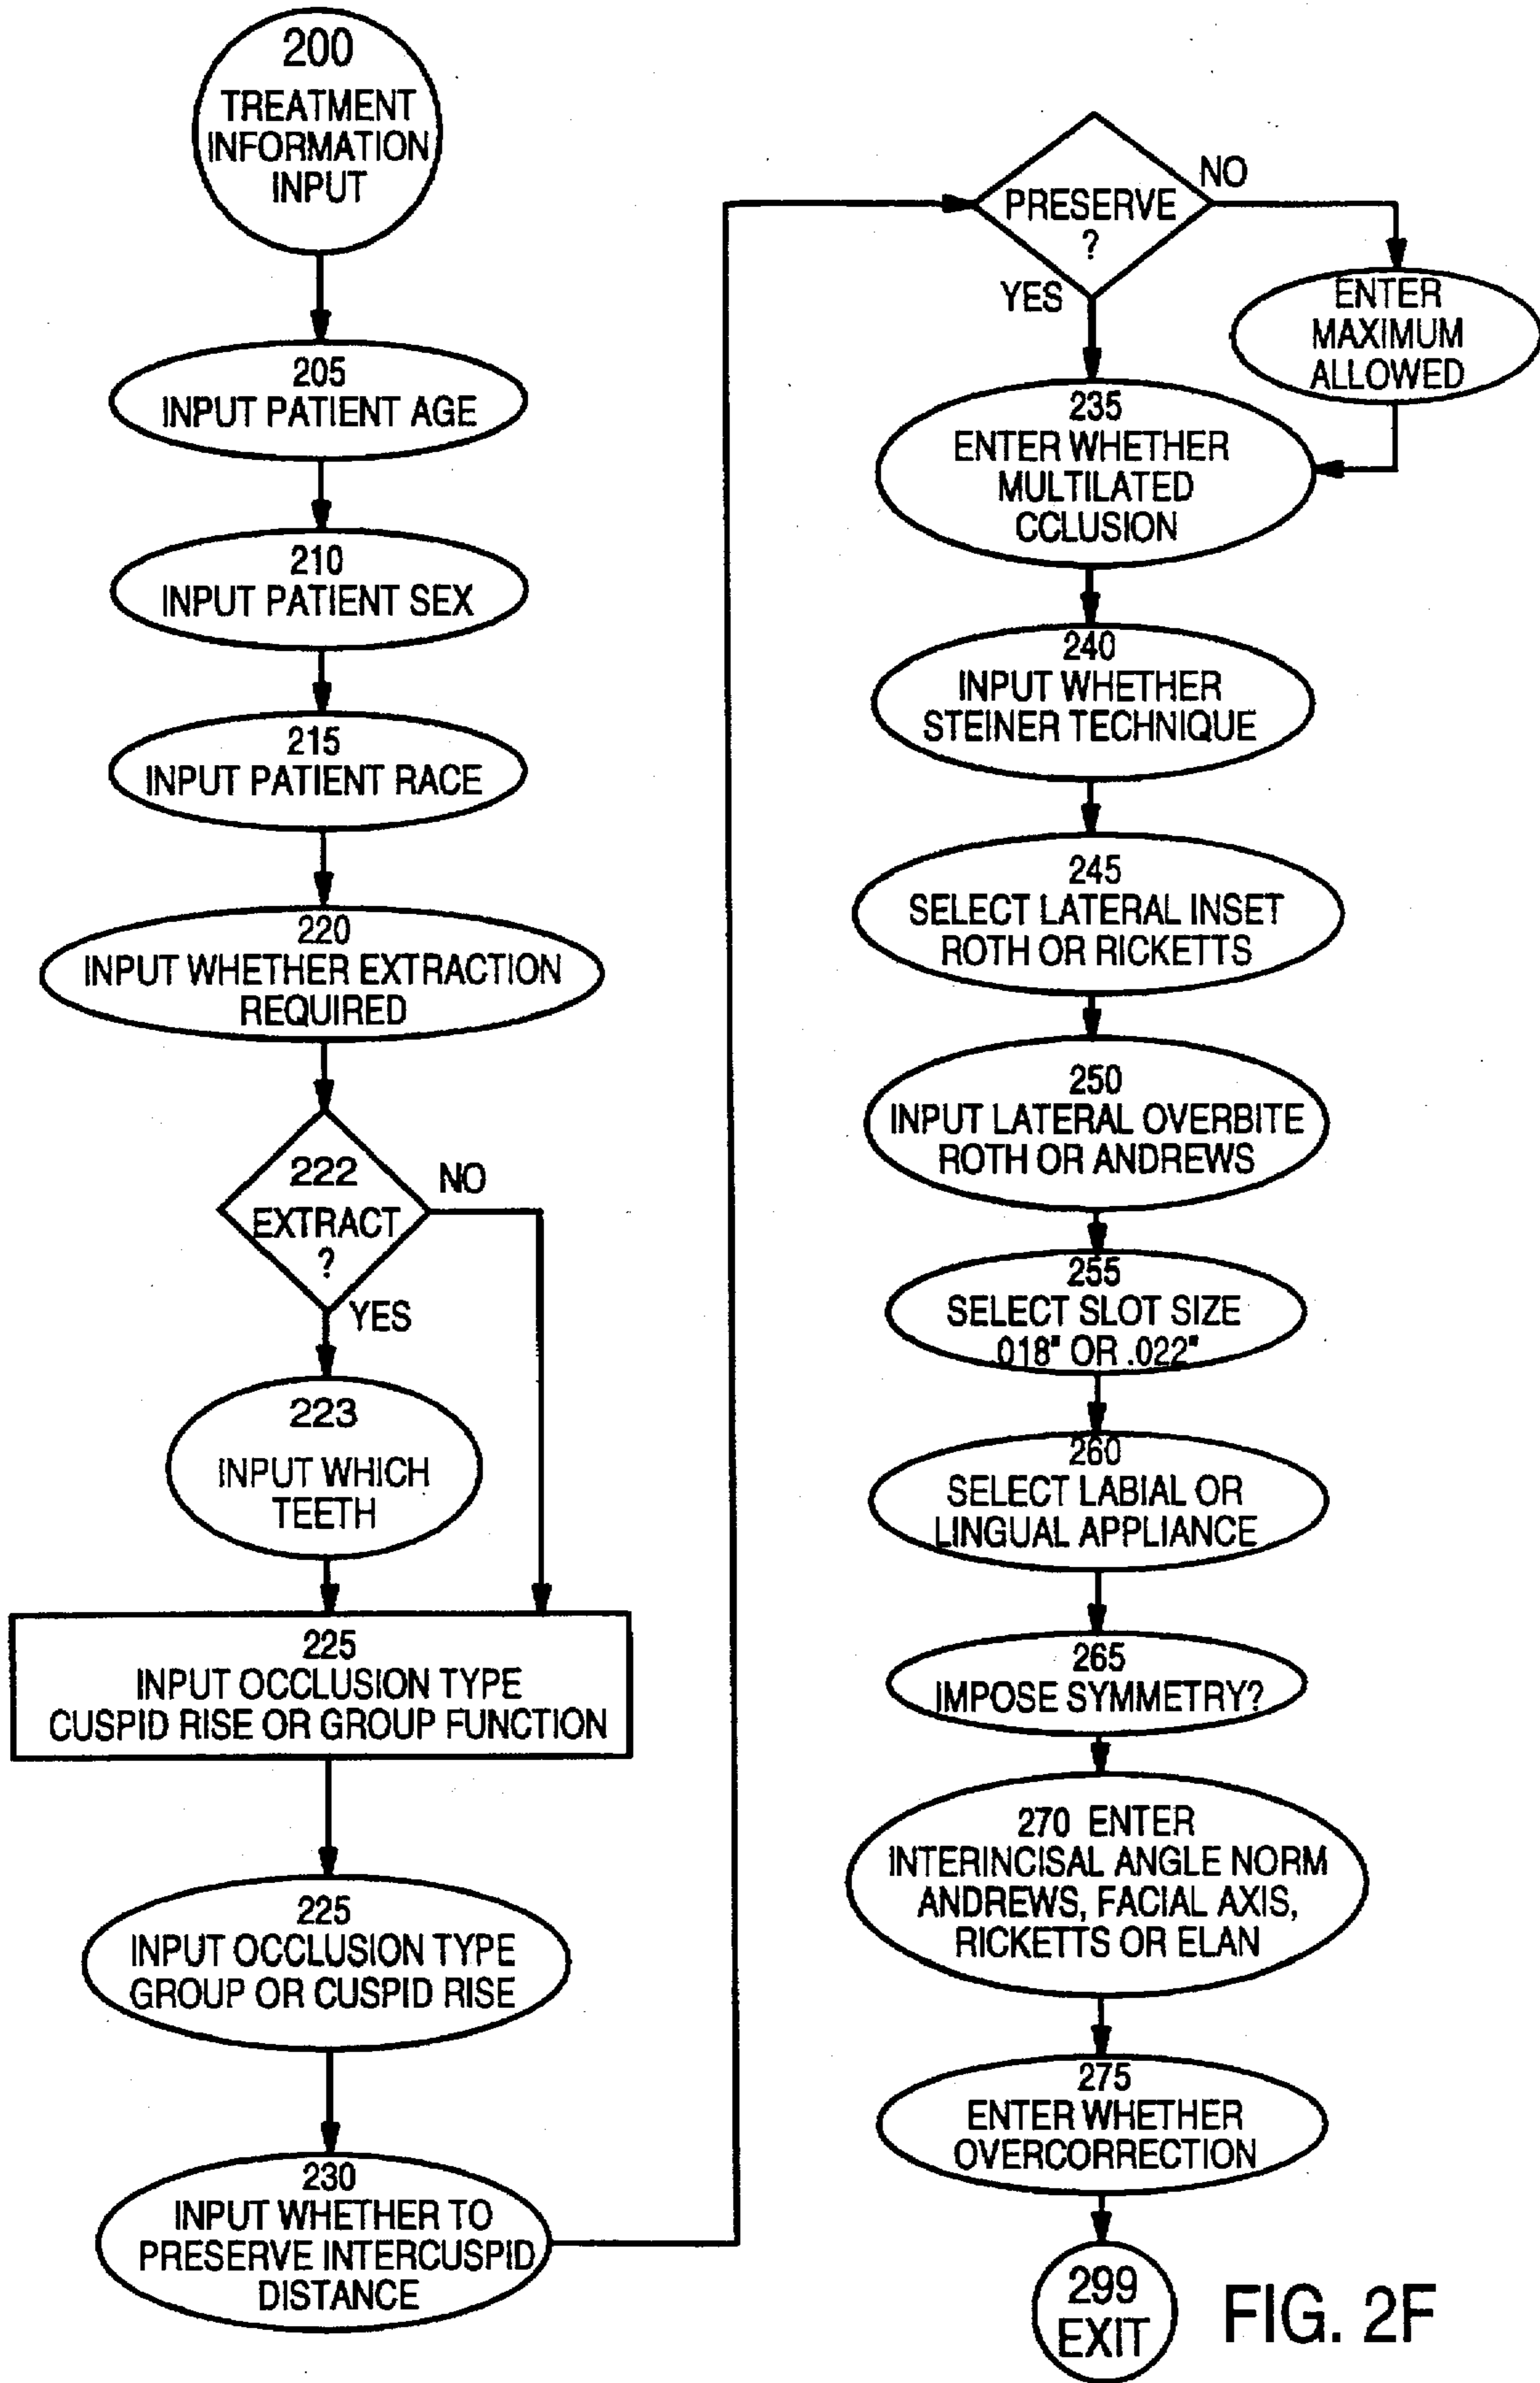 200
TREATMENT
INFORMATION
INPUT
205
INPUT PATIENT AGE
210
INPUT PATIENT SEX
215
INPUT PATIENT RACE
220
INPUT WHETHER EXTRACTION
REQUIRED
222
EXTRACT
?
NO
YES
223
INPUT WHICH
TEETH
225
INPUT OCCLUSION TYPE
CUSPID RISE OR GROUP FUNCTION
225
INPUT OCCLUSION TYPE
GROUP OR CUSPID RISE
230
INPUT WHETHER TO
PRESERVE INTERCUSPID
DISTANCE
PRESERVE
?
NO
YES
ENTER
MAXIMUM
ALLOWED
235
ENTER WHETHER
MULTILATED
CCLUSION
240
INPUT WHETHER
STEINER TECHNIQUE
245
SELECT LATERAL INSET
ROTH OR RICKETTS
250
INPUT LATERAL OVERBITE
ROTH OR ANDREWS
255
SELECT SLOT SIZE
.018" OR .022"
260
SELECT LABIAL OR
LINGUAL APPLIANCE
265
IMPOSE SYMMETRY?
270 ENTER
INTERINCISAL ANGLE NORM
ANDREWS, FACIAL AXIS,
RICKETTS OR ELAN
275
ENTER WHETHER
OVERCORRECTION
299
EXIT
FIG. 2F